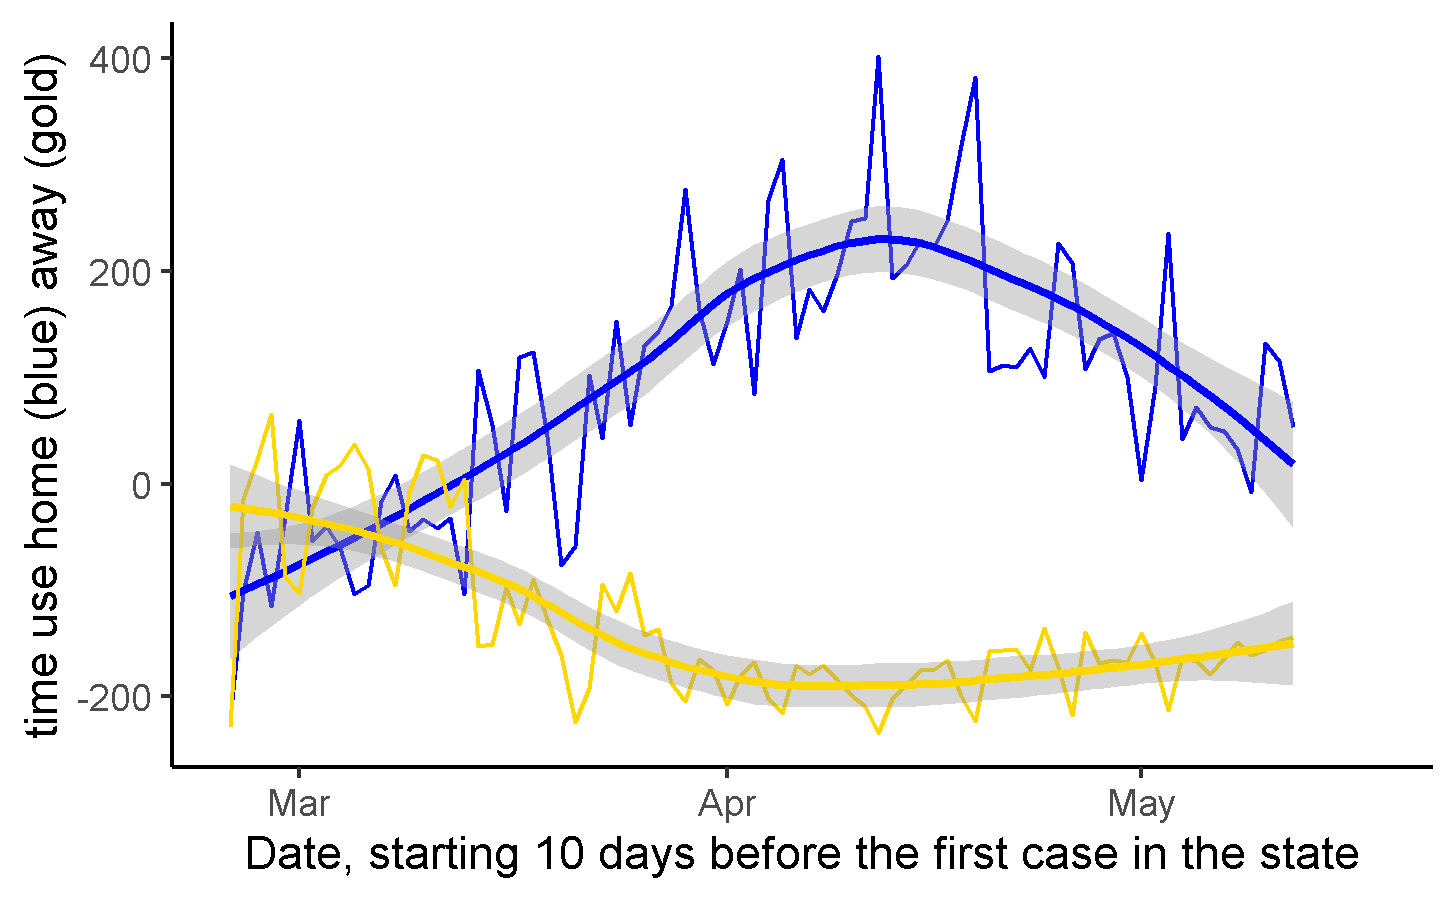 time use home (blue) away (gold)
400
200
0
-200
Mar
Apr
May
Date, starting 10 days before the first case in the state